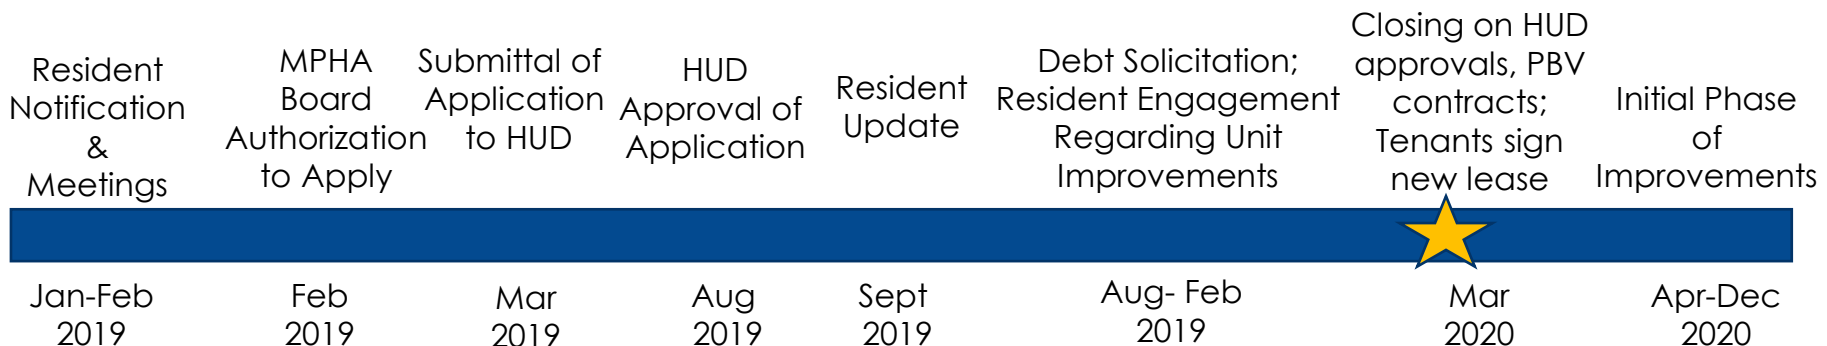 Resident
Notification
&
Meetings
MPHA
Board
Authorization
to Apply
Submittal of
Application
to HUD
HUD
Approval of
Application
Resident
Update
Debt Solicitation;
Resident Engagement
Regarding Unit
Improvements
Closing on HUD
approvals, PBV
contracts;
Tenants sign
new lease
Initial Phase
of
Improvements
Jan-Feb
2019
Feb
2019
Mar
2019
Aug
2019
Sept
2019
Aug- Feb
2019
Mar
2020
Apr-Dec
2020